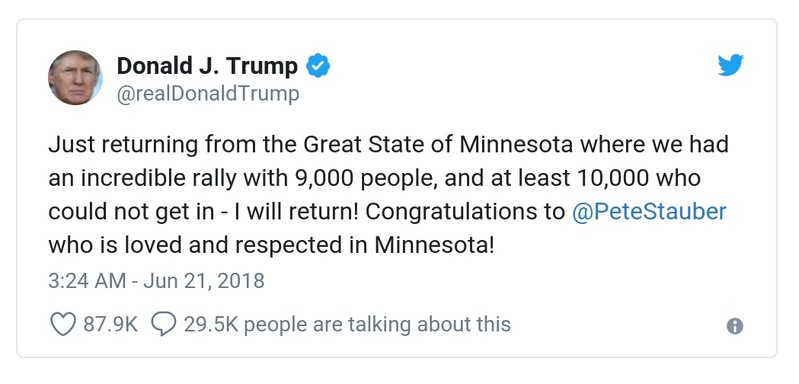 Donald J. Trump
@realDonaldTrump
Just returning from the Great State of Minnesota where we had
an incredible rally with 9,000 people, and at least 10,000 who
could not get in - I will return! Congratulations to @PeteStauber
who is loved and respected in Minnesota!
3:24 AM - Jun 21, 2018
87.9K 29.5K people are talking about this